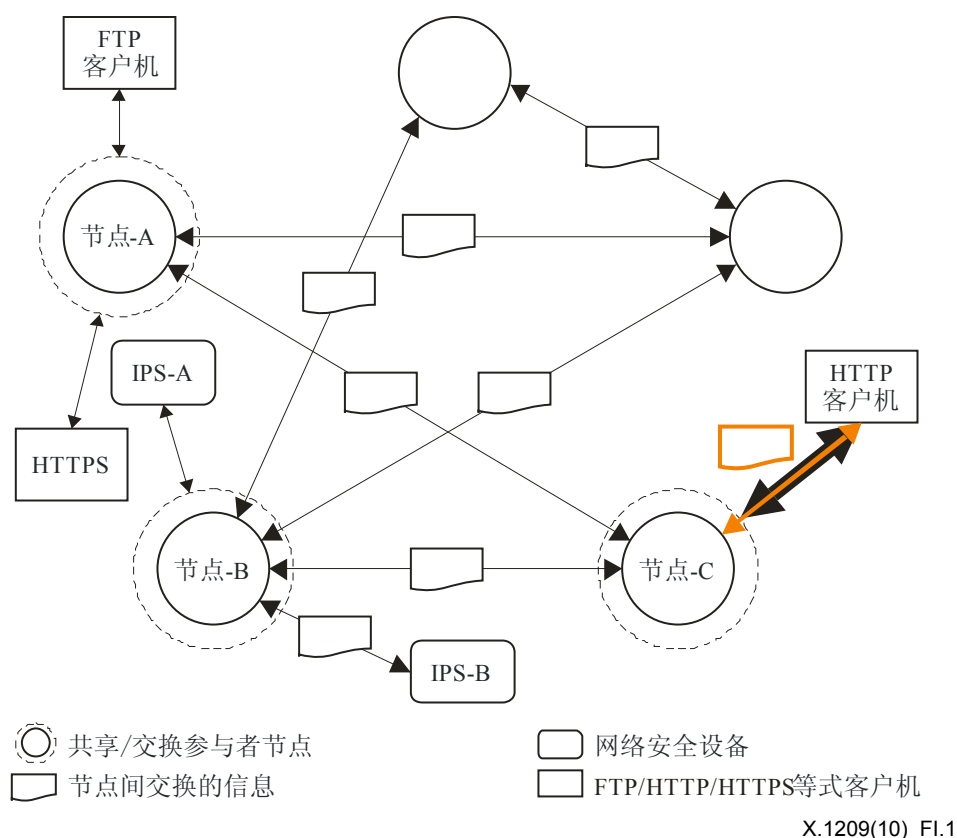 FTP
客户机
节点-A
IPS-A
HTTPS
HTTP
客户机
节点-B
节点-C
IPS-B
共享/交换参与者节点
网络安全设备
节点间交换的信息
FTP/HTTP/HTTPS等式客户机
X.1209(10)_FI.1